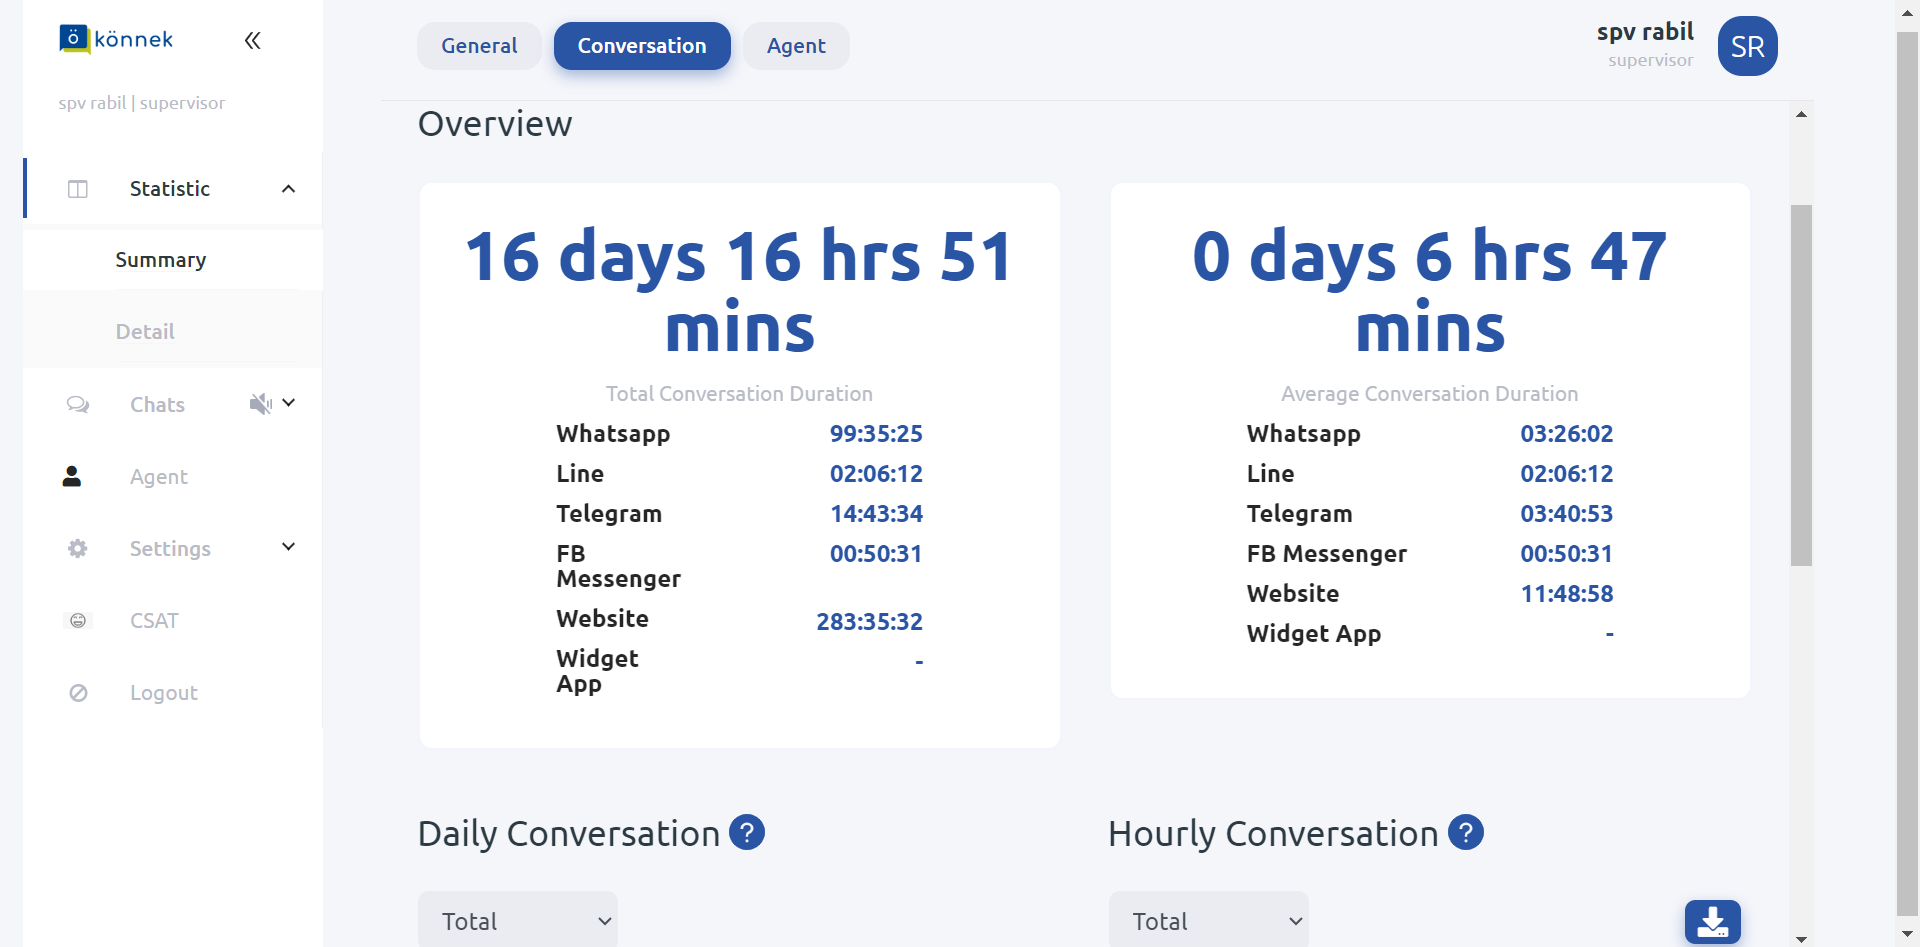 ö könnek
spv rabil | supervisor
Statistic
Summary
Detail
Chats
Agent
Settings
CSAT
Logout
General
Conversation
Agent
spv rabil
supervisor
SR
Overview
16 days 16 hrs 51
mins
Total Conversation Duration
Whatsapp 99:35:25
Line 02:06:12
Telegram 14:43:34
FB
Messenger 00:50:31
Website 283:35:32
Widget
App -
0 days 6 hrs 47
mins
Average Conversation Duration
Whatsapp 03:26:02
Line 02:06:12
Telegram 03:40:53
FB Messenger 00:50:31
Website 11:48:58
Widget App -
Daily Conversation ?
Total
Hourly Conversation ?
Total